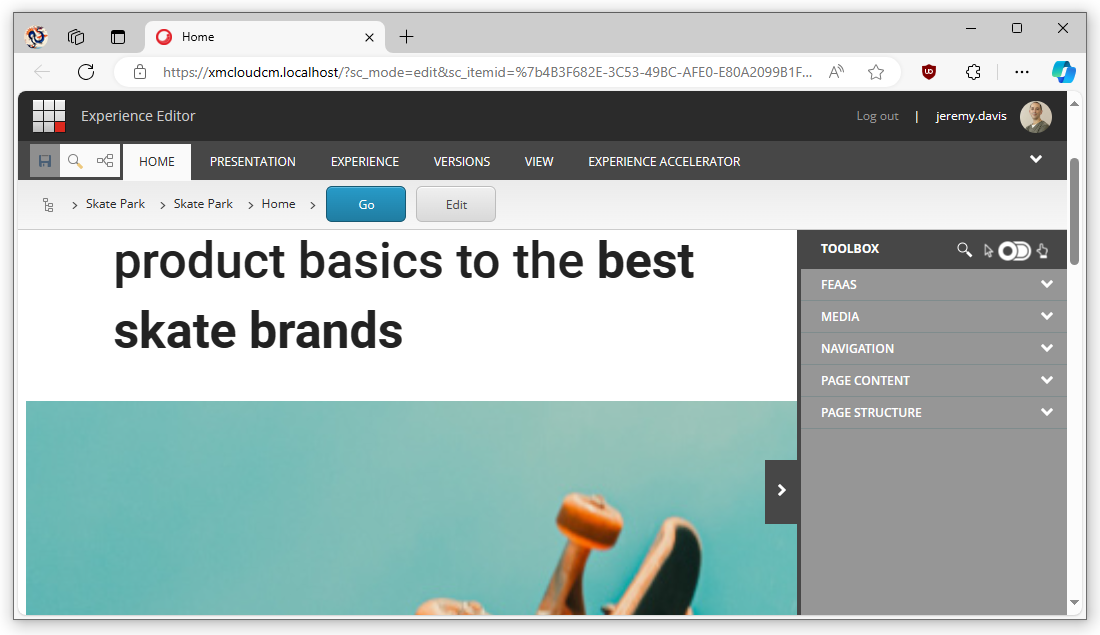 Home
https://xmcloudcm.localhost/?sc_mode=edit&sc_itemid=%7b4B3F682E-3C53-49BC-AFE0-E80A2099B1F...
Experience Editor
Log out | jeremy.davis
HOME PRESENTATION EXPERIENCE VERSIONS VIEW EXPERIENCE ACCELERATOR
Skate Park > Skate Park > Home > Go Edit
product basics to the best
skate brands
TOOLBOX
FEAAS
MEDIA
NAVIGATION
PAGE CONTENT
PAGE STRUCTURE